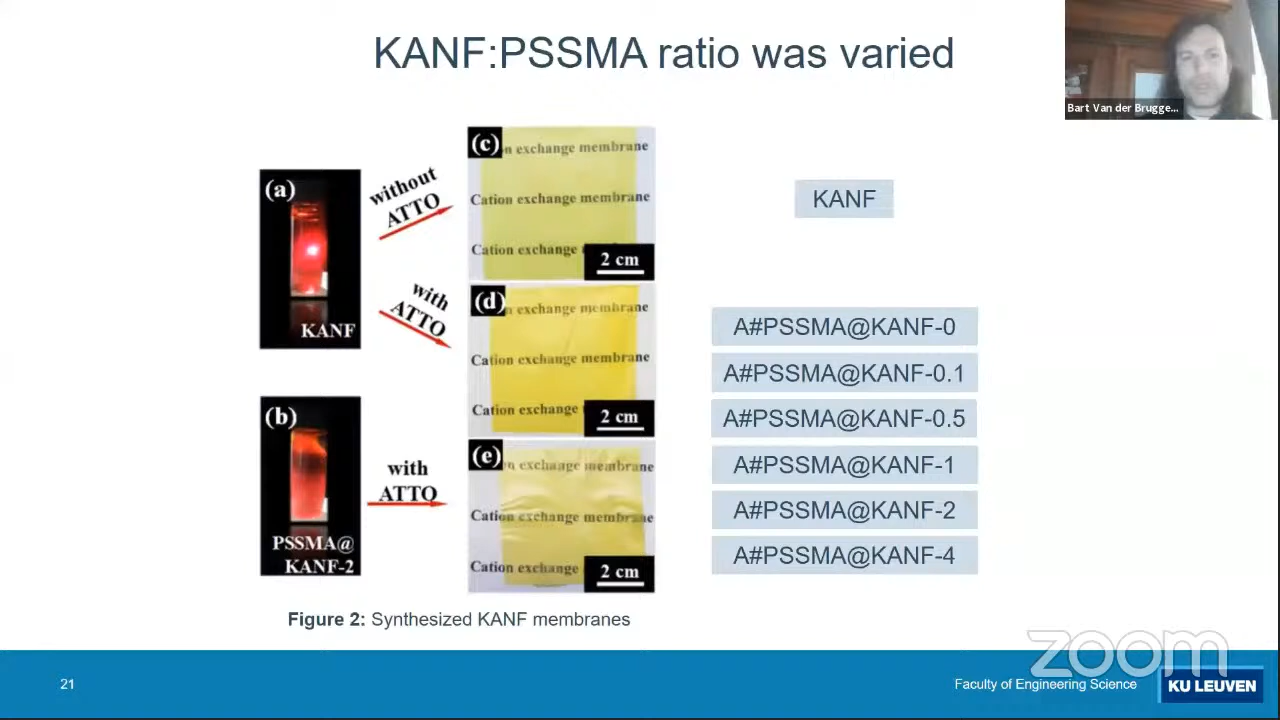 KANF:PSSMA ratio was varied
Bart Van der Brugge...
(a)
KANF
without
ATTO
with
ATTO
(b)
PSSMA@
KANF-2
with
ATTO
(c)
n exchange membrane
Cation exchange membrane
Cation exchange
2 cm
(d)
n exchange membrane
Cation exchange membrane
Cation exchange
2 cm
(e)
n exchange membrane
Cation exchange membrane
Cation exchange
2 cm
KANF
A#PSSMA@KANF-0
A#PSSMA@KANF-0.1
A#PSSMA@KANF-0.5
A#PSSMA@KANF-1
A#PSSMA@KANF-2
A#PSSMA@KANF-4
Figure 2: Synthesized KANF membranes
zoom
21
Faculty of Engineering Science
KU LEUVEN